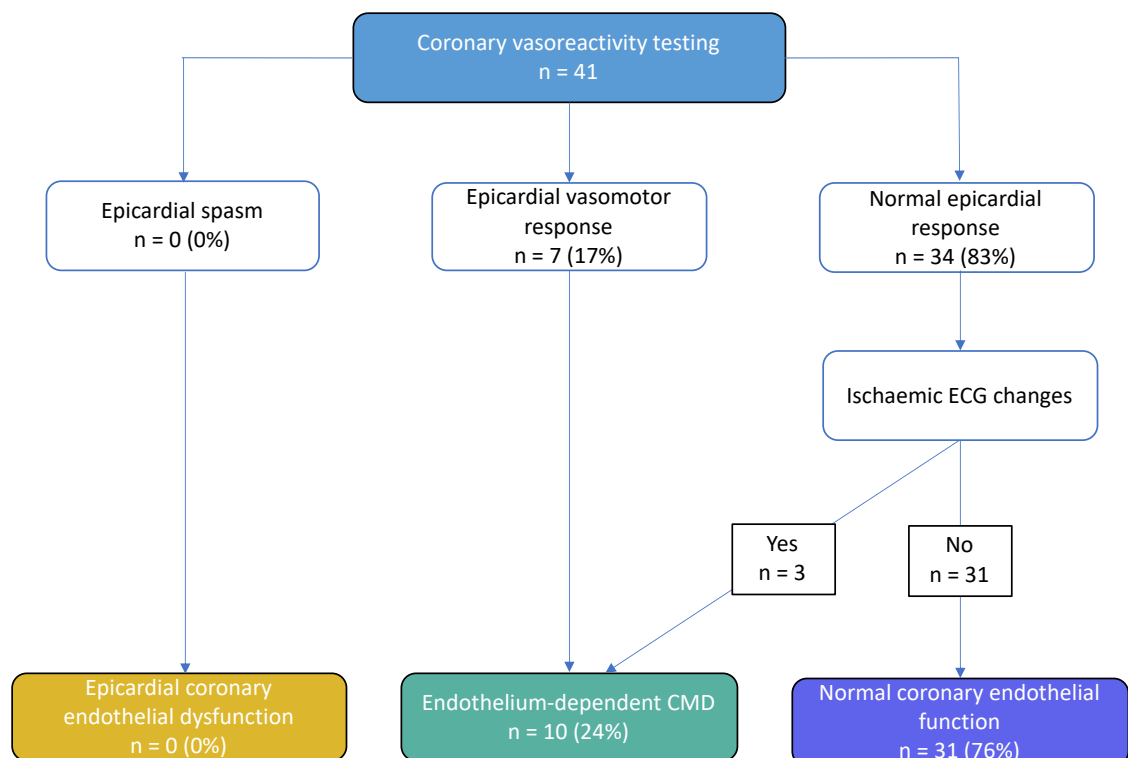 Coronary vasoreactivity testing
n = 41
Epicardial spasm
n = 0 (0%)
Epicardial vasomotor
response
n = 7 (17%)
Normal epicardial
response
n = 34 (83%)
Ischaemic ECG changes
Yes
n = 3
No
n = 31
Epicardial coronary
endothelial dysfunction
n = 0 (0%)
Endothelium-dependent CMD
n = 10 (24%)
Normal coronary endothelial
function
n = 31 (76%)